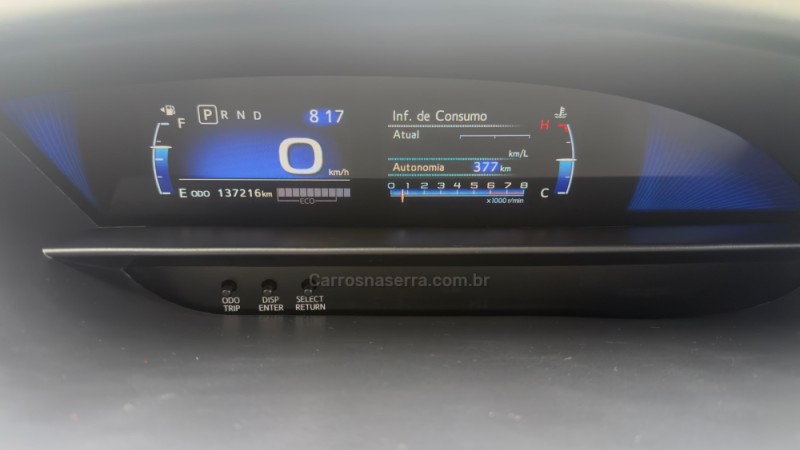 F P R N D 8 17
0 km/h
E ODO 137216 km ECO
Inf. de Consumo
Atual
km/L
Autonomia 377 km
0 1 2 3 4 5 6 7 8
x1000 r/min
H
C
Carrosnaserra.com.br
ODO TRIP
DISP ENTER
SELECT RETURN